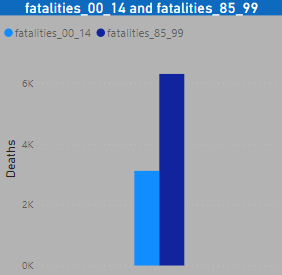 fatalities_00_14 and fatalities_85_99
fatalities_00_14 fatalities_85_99
6K
4K
2K
0K
Deaths